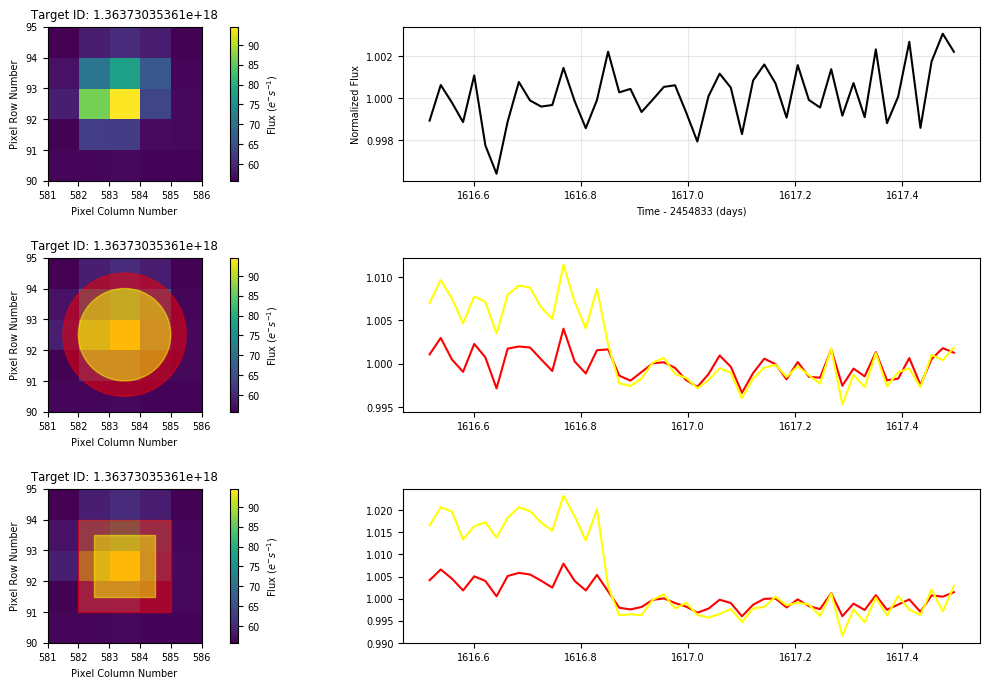 Target ID: 1.36373035361e+18
95
94
93
92
91
90
581 582 583 584 585 586
Pixel Row Number
Pixel Column Number
90
85
80
75
70
65
60
Flux (e⁻s⁻¹)
1.002
1.000
0.998
Normalized Flux
1616.6 1616.8 1617.0 1617.2 1617.4
Time - 2454833 (days)
Target ID: 1.36373035361e+18
95
94
93
92
91
90
581 582 583 584 585 586
Pixel Row Number
Pixel Column Number
90
85
80
75
70
65
60
Flux (e⁻s⁻¹)
1.010
1.005
1.000
0.995
1616.6 1616.8 1617.0 1617.2 1617.4
Target ID: 1.36373035361e+18
95
94
93
92
91
90
581 582 583 584 585 586
Pixel Row Number
Pixel Column Number
90
85
80
75
70
65
60
Flux (e⁻s⁻¹)
1.020
1.015
1.010
1.005
1.000
0.995
0.990
1616.6 1616.8 1617.0 1617.2 1617.4